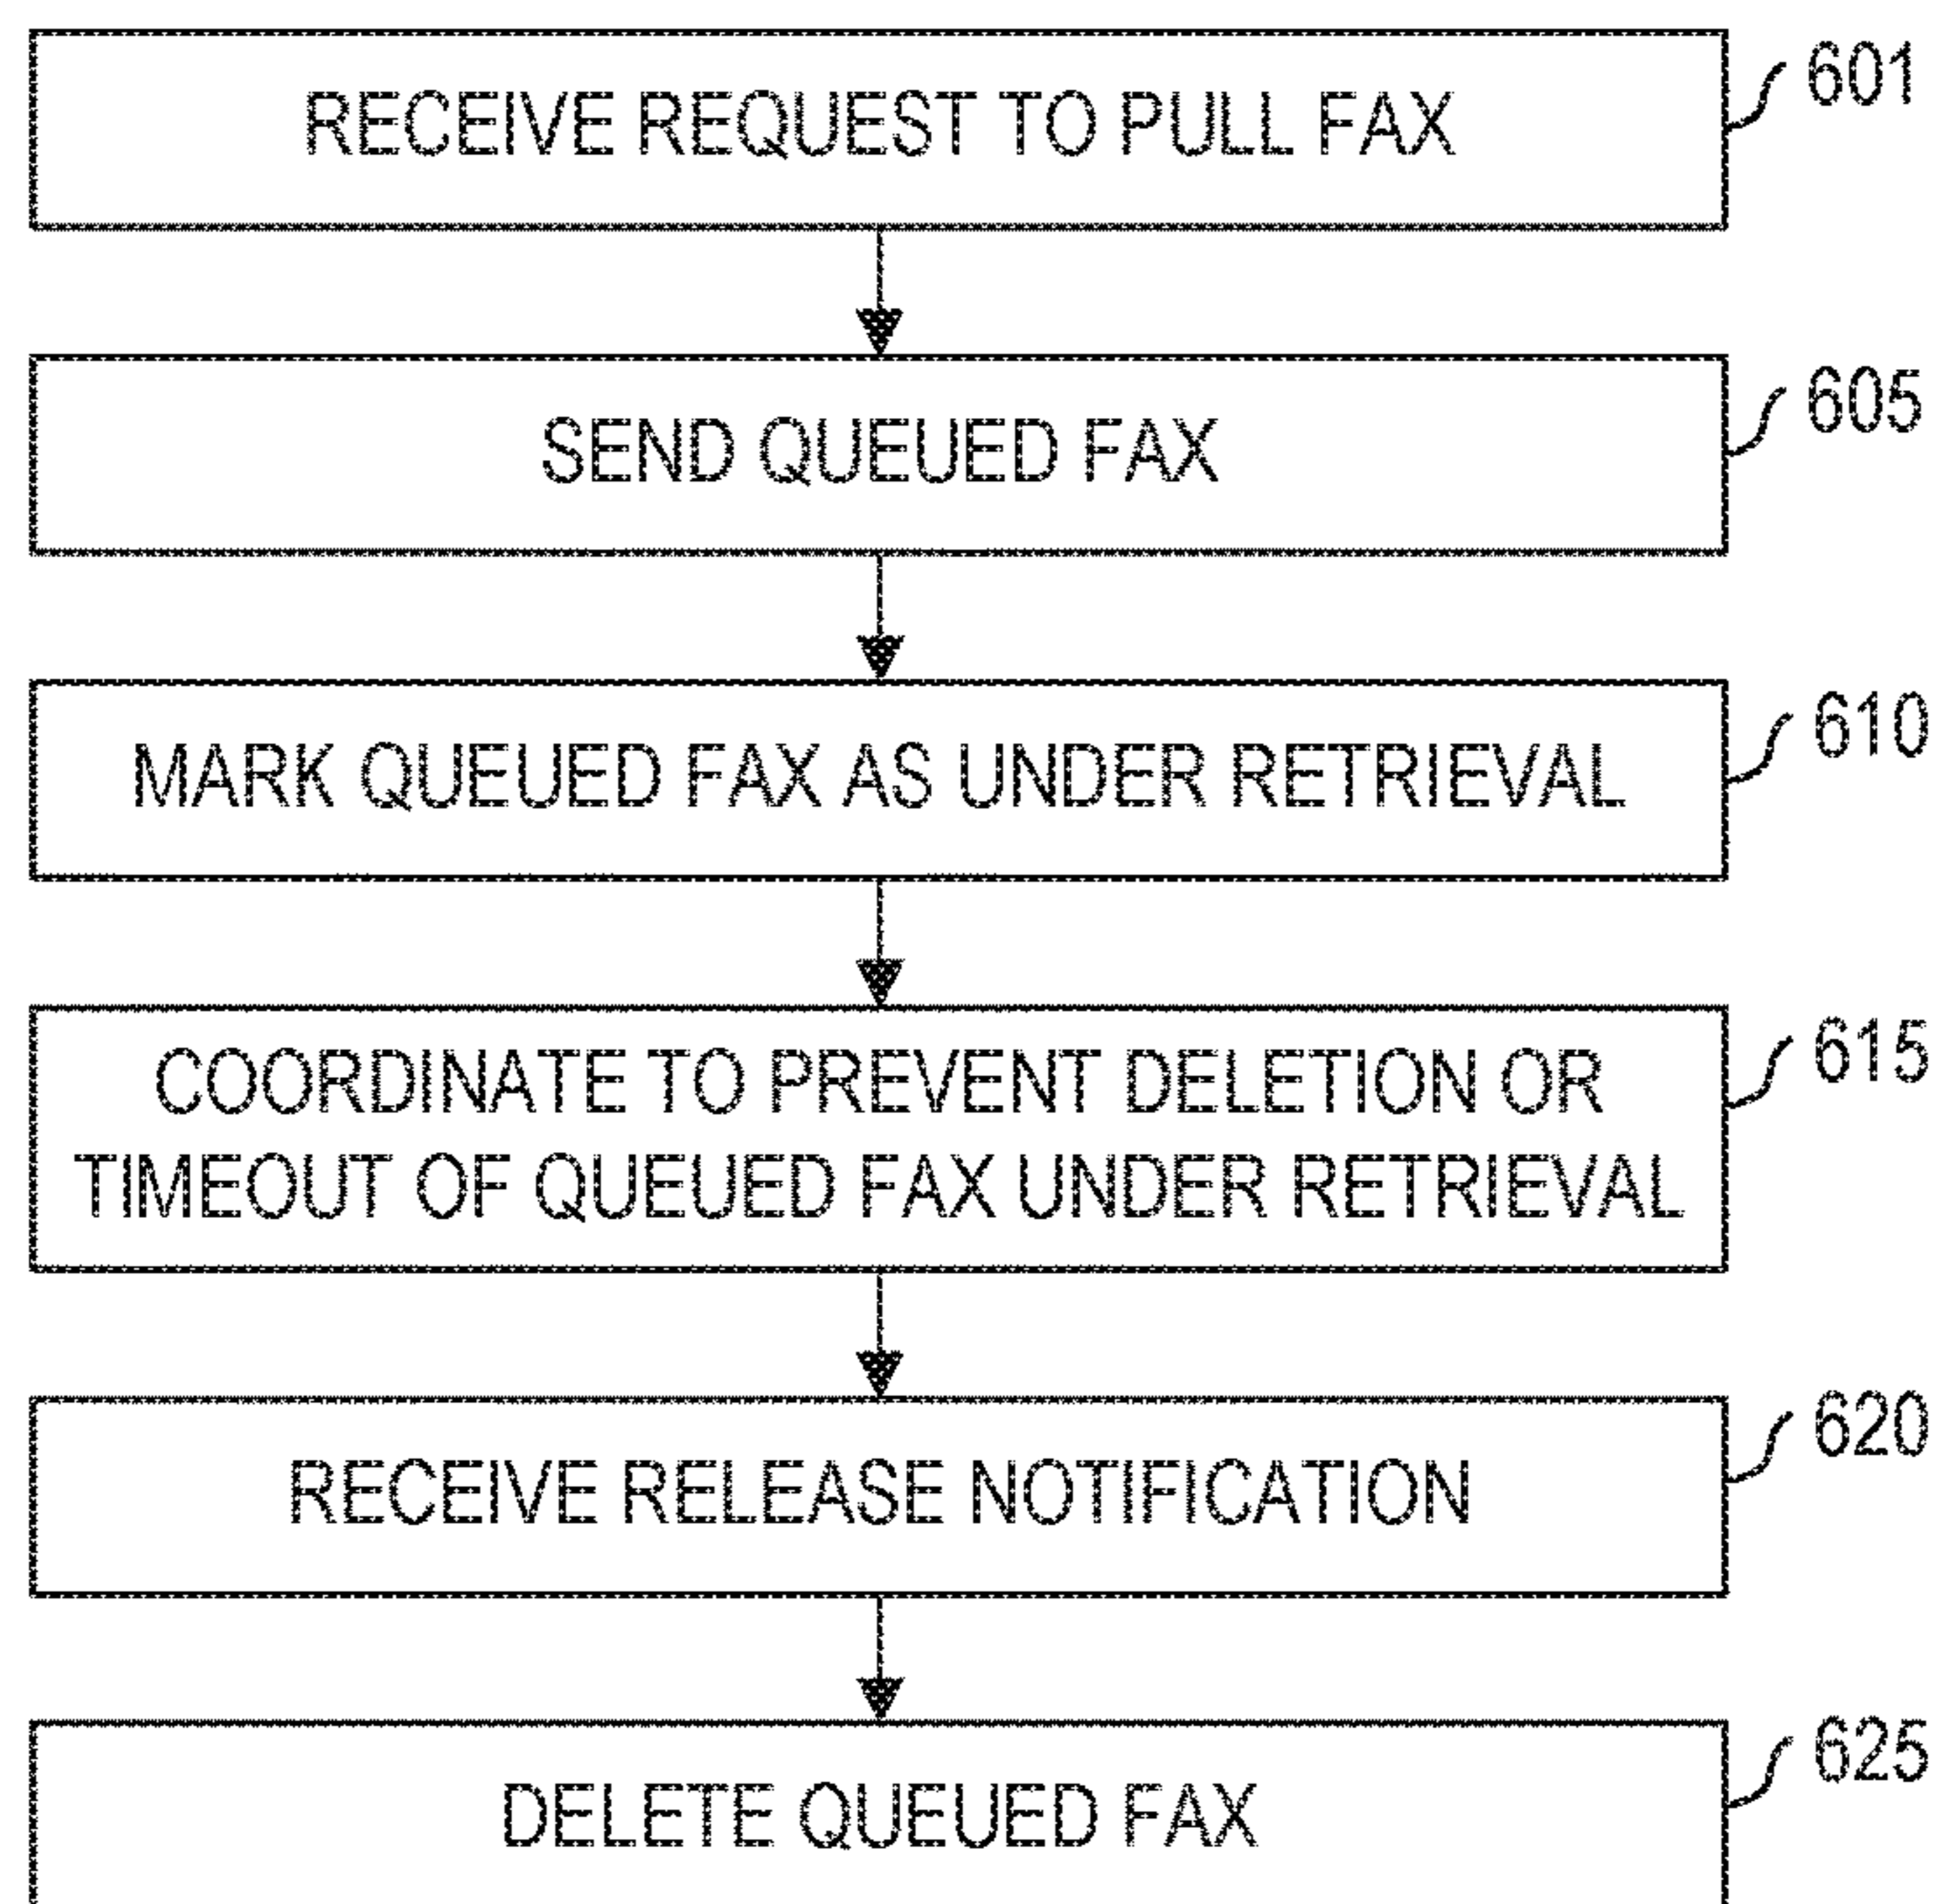 RECEIVE REQUEST TO PULL FAX
601
SEND QUEUED FAX
605
MARK QUEUED FAX AS UNDER RETRIEVAL
610
COORDINATE TO PREVENT DELETION OR
TIMEOUT OF QUEUED FAX UNDER RETRIEVAL
615
RECEIVE RELEASE NOTIFICATION
620
DELETE QUEUED FAX
625